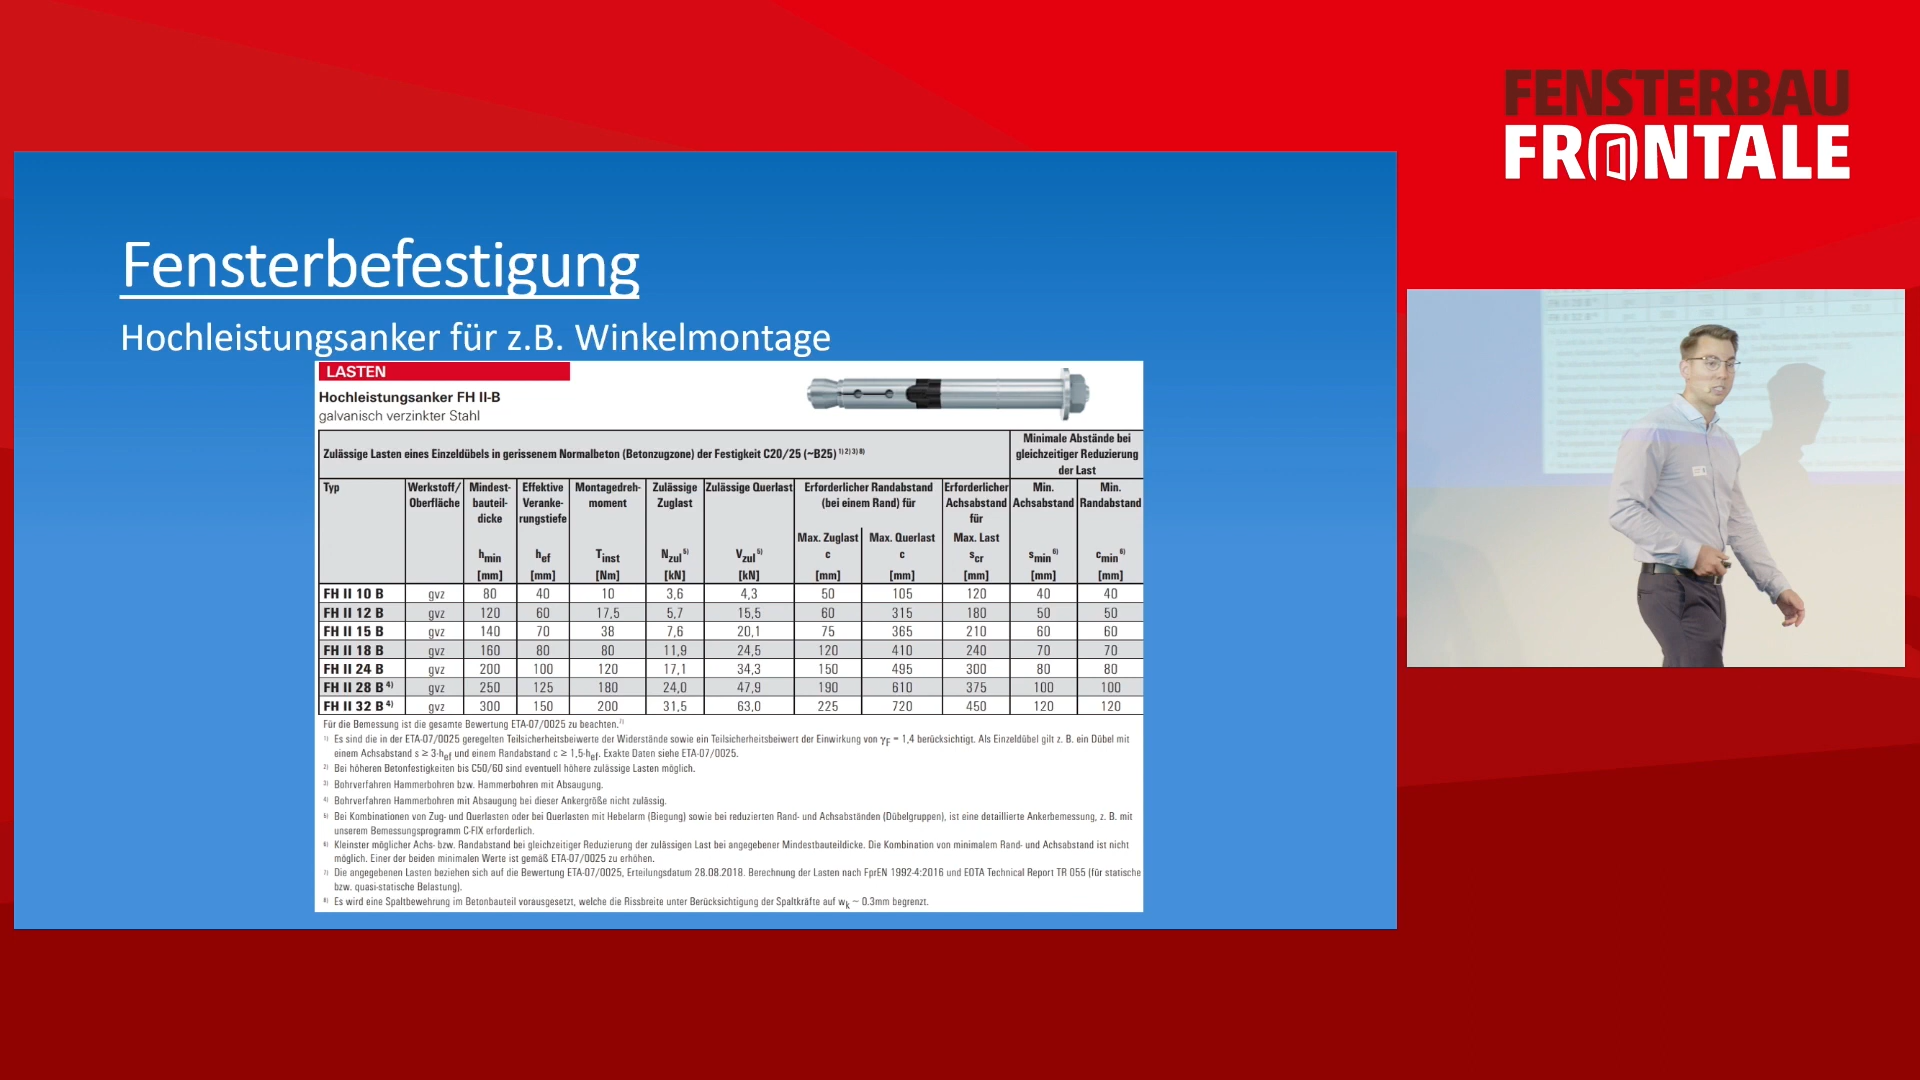 FENSTERBAU
FRONTALE
Fensterbefestigung
Hochleistungsanker für z.B. Winkelmontage
LASTEN
Hochleistungsanker FH II-B
galvanisch verzinkter Stahl
Zulässige Lasten eines Einzeldübels in gerissenem Normalbeton (Betonzugzone) der Festigkeit C20/25 (~B25) 1) 2) 3) 8)
Minimale Abstände bei gleichzeitiger Reduzierung der Last
Typ Werkstoff/ Oberfläche Mindest-bauteil-dicke Effektive Veranke-rungstiefe Montagedreh-moment Zulässige Zuglast Zulässige Querlast Erforderlicher Randabstand (bei einem Rand) für Erforderlicher Achsabstand für Min. Achsabstand Min. Randabstand
Max. Zuglast Max. Querlast Max. Last
hmin hef Tinst Nzul 5) Vzul 5) c c scr smin 6) cmin 6)
[mm] [mm] [Nm] [kN] [kN] [mm] [mm] [mm] [mm] [mm]
FH II 10 B gvz 80 40 10 3,6 4,3 50 105 120 40 40
FH II 12 B gvz 120 60 17,5 5,7 15,5 60 315 180 50 50
FH II 15 B gvz 140 70 38 7,6 20,1 75 365 210 60 60
FH II 18 B gvz 160 80 80 11,9 24,5 120 410 240 70 70
FH II 24 B gvz 200 100 120 17,1 34,3 150 495 300 80 80
FH II 28 B 4) gvz 250 125 180 24,0 47,9 190 610 375 100 100
FH II 32 B 4) gvz 300 150 200 31,5 63,0 225 720 450 120 120
Für die Bemessung ist die gesamte Bewertung ETA-07/0025 zu beachten. 7)
1) Es sind die in der ETA-07/0025 geregelten Teilsicherheitsbeiwerte der Widerstände sowie ein Teilsicherheitsbeiwert der Einwirkung von γF = 1,4 berücksichtigt. Als Einzeldübel gilt z. B. ein Dübel mit
einem Achsabstand s ≥ 3·hef und einem Randabstand c ≥ 1,5·hef. Exakte Daten siehe ETA-07/0025.
2) Bei höheren Betonfestigkeiten bis C50/60 sind eventuell höhere zulässige Lasten möglich.
3) Bohrverfahren Hammerbohren bzw. Hammerbohren mit Absaugung.
4) Bohrverfahren Hammerbohren mit Absaugung bei dieser Ankergröße nicht zulässig.
5) Bei Kombinationen von Zug- und Querlasten oder bei Querlasten mit Hebelarm (Biegung) sowie bei reduzierten Rand- und Achsabständen (Dübelgruppen), ist eine detaillierte Ankerbemessung, z. B. mit
unserem Bemessungsprogramm C-FIX erforderlich.
6) Kleinster möglicher Achs- bzw. Randabstand bei gleichzeitiger Reduzierung der zulässigen Last bei angegebener Mindestbauteildicke. Die Kombination von minimalem Rand- und Achsabstand ist nicht
möglich. Einer der beiden minimalen Werte ist gemäß ETA-07/0025 zu erhöhen.
7) Die angegebenen Lasten beziehen sich auf die Bewertung ETA-07/0025, Erteilungsdatum 28.08.2018. Berechnung der Lasten nach FprEN 1992-4:2016 und EOTA Technical Report TR 055 (für statische
bzw. quasi-statische Belastung).
8) Es wird eine Spaltbewehrung im Betonbauteil vorausgesetzt, welche die Rissbreite unter Berücksichtigung der Spaltkräfte auf wk ~ 0.3mm begrenzt.